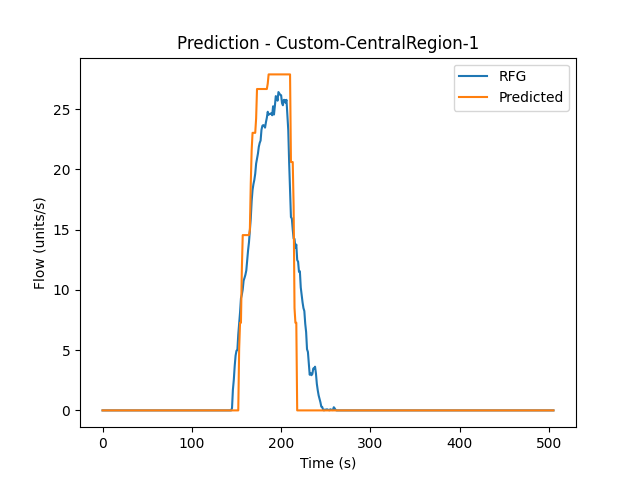 Prediction - Custom-CentralRegion-1
RFG
Predicted
Flow (units/s)
25
20
15
10
5
0
0 100 200 300 400 500
Time (s)